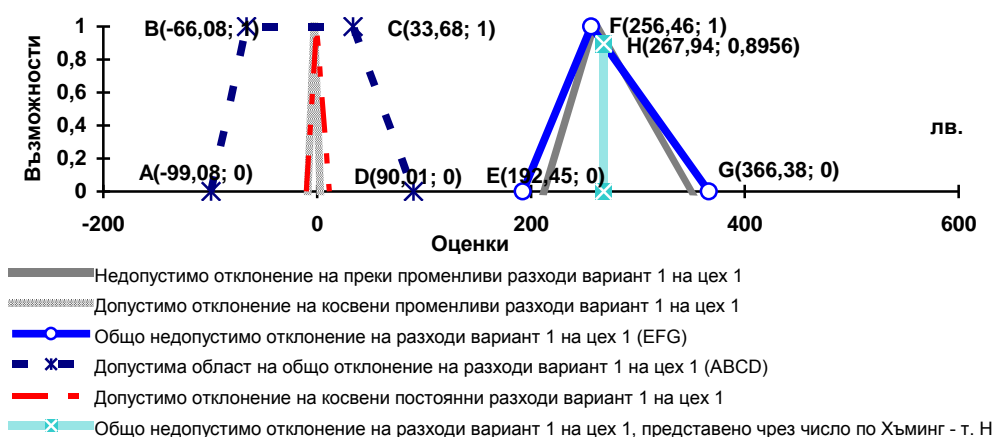 Възможности
1
0,8
0,6
0,4
0,2
0
B(-66,08; 1)
C(33,68; 1)
F(256,46; 1)
H(267,94; 0,8956)
A(-99,08; 0)
D(90,01; 0)
E(192,45; 0)
G(366,38; 0)
лв.
-200 0 200 400 600
Оценки
Недопустимо отклонение на преки променливи разходи вариант 1 на цех 1
Допустимо отклонение на косвени променливи разходи вариант 1 на цех 1
Общо недопустимо отклонение на разходи вариант 1 на цех 1 (EFG)
Допустима област на общо отклонение на разходи вариант 1 на цех 1 (ABCD)
Допустимо отклонение на косвени постоянни разходи вариант 1 на цех 1
Общо недопустимо отклонение на разходи вариант 1 на цех 1, представено чрез число по Хъминг - т. Н